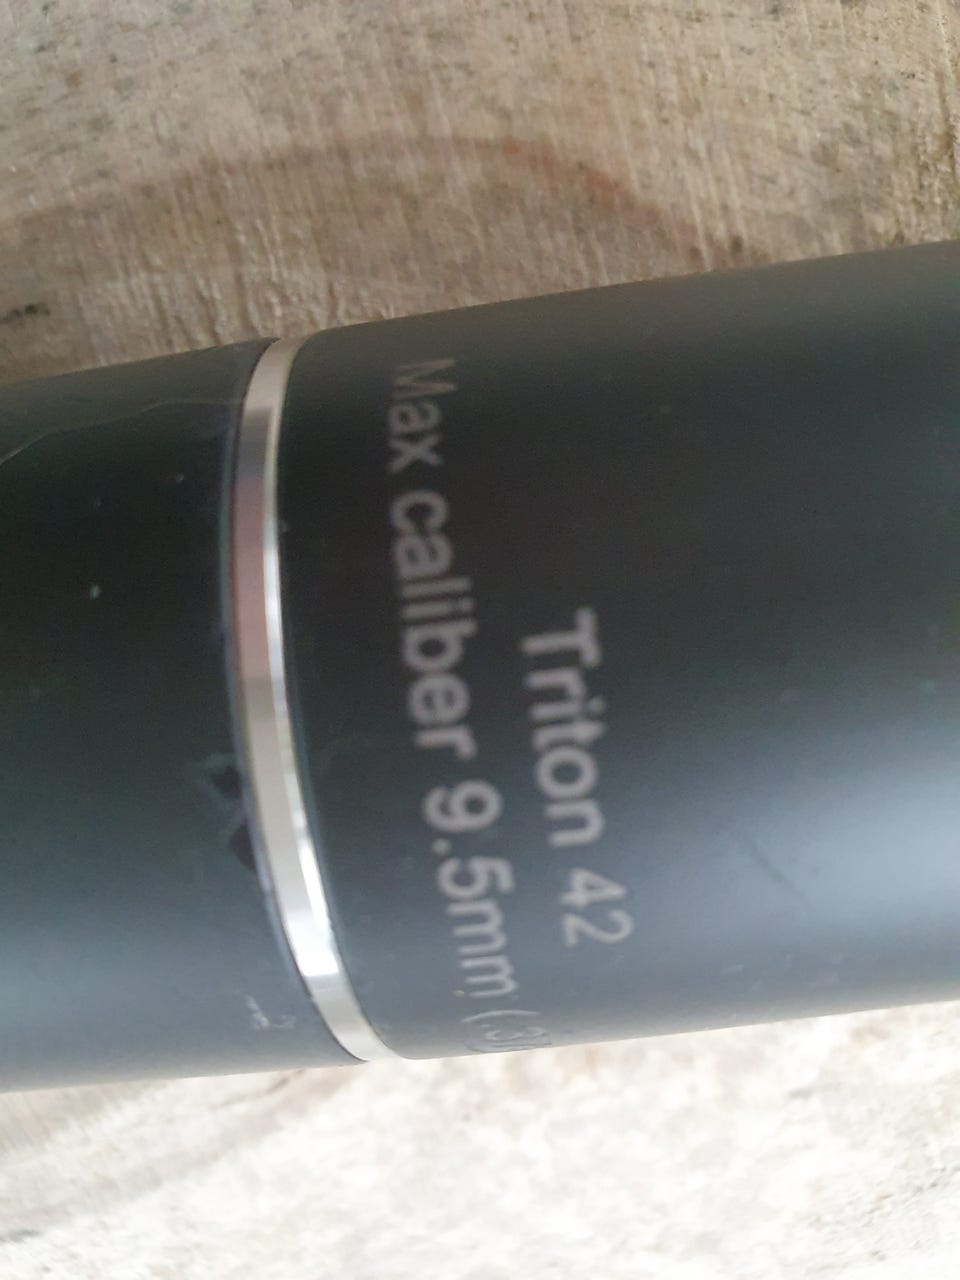 Triton 42
Max caliber 9.5mm